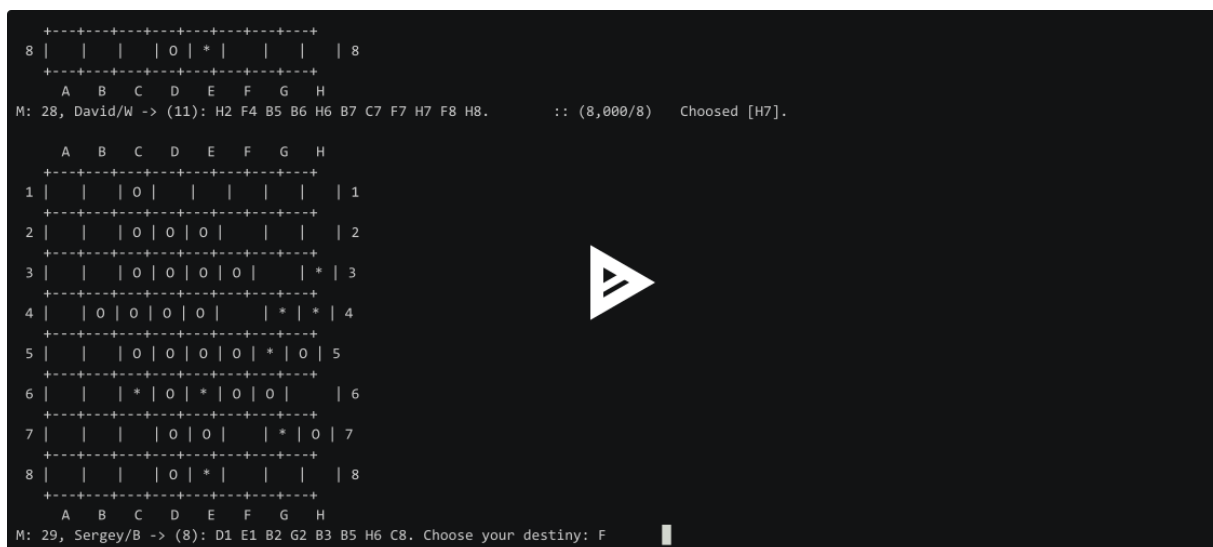 +---+---+---+---+---+---+---+---+
8 |   |   |   | O | * |   |   |   | 8
+---+---+---+---+---+---+---+---+
A   B   C   D   E   F   G   H
M: 28, David/W -> (11): H2 F4 B5 B6 H6 B7 C7 F7 H7 F8 H8.       :: (8,000/8)   Choosed [H7].
A   B   C   D   E   F   G   H
+---+---+---+---+---+---+---+---+
1 |   |   | O |   |   |   |   |   | 1
+---+---+---+---+---+---+---+---+
2 |   |   | O | O | O |   |   |   | 2
+---+---+---+---+---+---+---+---+
3 |   |   | O | O | O | O |   | * | 3
+---+---+---+---+---+---+---+---+
4 |   | O | O | O | O |   | * | * | 4
+---+---+---+---+---+---+---+---+
5 |   |   | O | O | O | O | * | O | 5
+---+---+---+---+---+---+---+---+
6 |   |   | * | O | * | O | O |   | 6
+---+---+---+---+---+---+---+---+
7 |   |   |   | O | O |   | * | O | 7
+---+---+---+---+---+---+---+---+
8 |   |   |   | O | * |   |   |   | 8
+---+---+---+---+---+---+---+---+
A   B   C   D   E   F   G   H
M: 29, Sergey/B -> (8): D1 E1 B2 G2 B3 B5 H6 C8. Choose your destiny: F